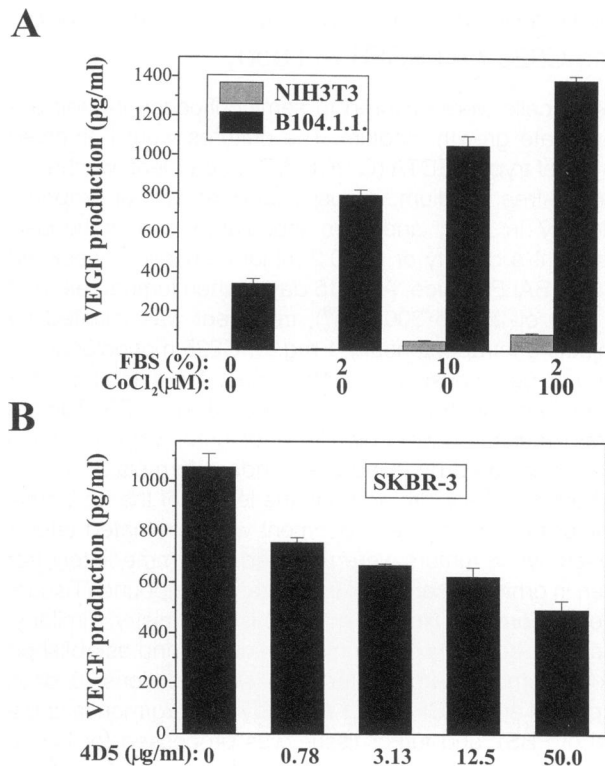 A
VEGF production (pg/ml)
1400
1200
1000
800
600
400
200
NIH3T3
B104.1.1.
FBS (%): 0 2 10 2
CoCl2(μM): 0 0 0 100
B
VEGF production (pg/ml)
1000
800
600
400
200
0
SKBR-3
4D5 (μg/ml): 0 0.78 3.13 12.5 50.0